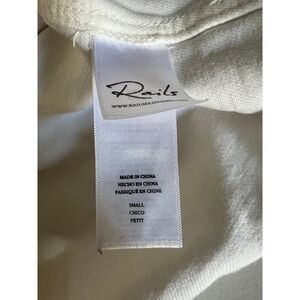 Rails
WWW.RAILSCLOTHING.COM
MADE IN CHINA
HECHO EN CHINA
FABRIQUÉ EN CHINE
SMALL
CHICO
PETIT